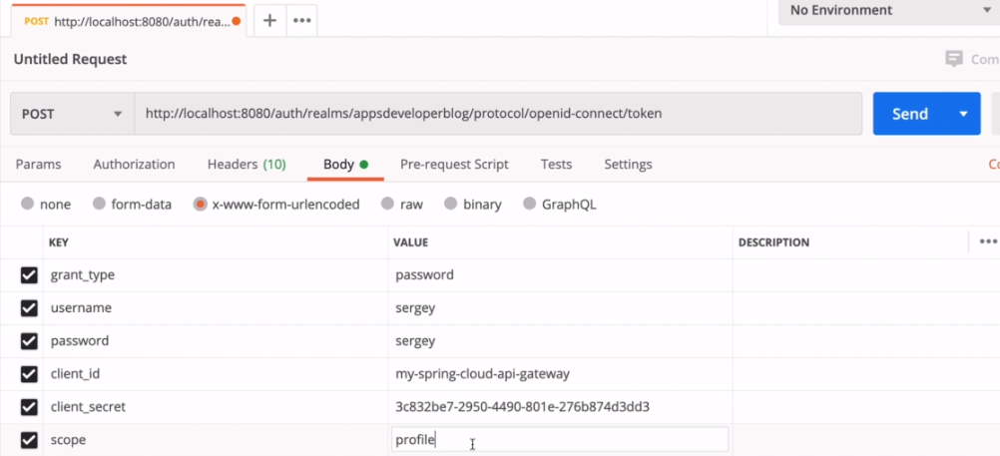 POST http://localhost:8080/auth/rea... + •••
No Environment
Untitled Request
Com
POST http://localhost:8080/auth/realms/appsdeveloperblog/protocol/openid-connect/token Send
Params Authorization Headers (10) Body Pre-request Script Tests Settings
none form-data x-www-form-urlencoded raw binary GraphQL
KEY VALUE DESCRIPTION •••
grant_type password
username sergey
password sergey
client_id my-spring-cloud-api-gateway
client_secret 3c832be7-2950-4490-801e-276b874d3dd3
scope profile